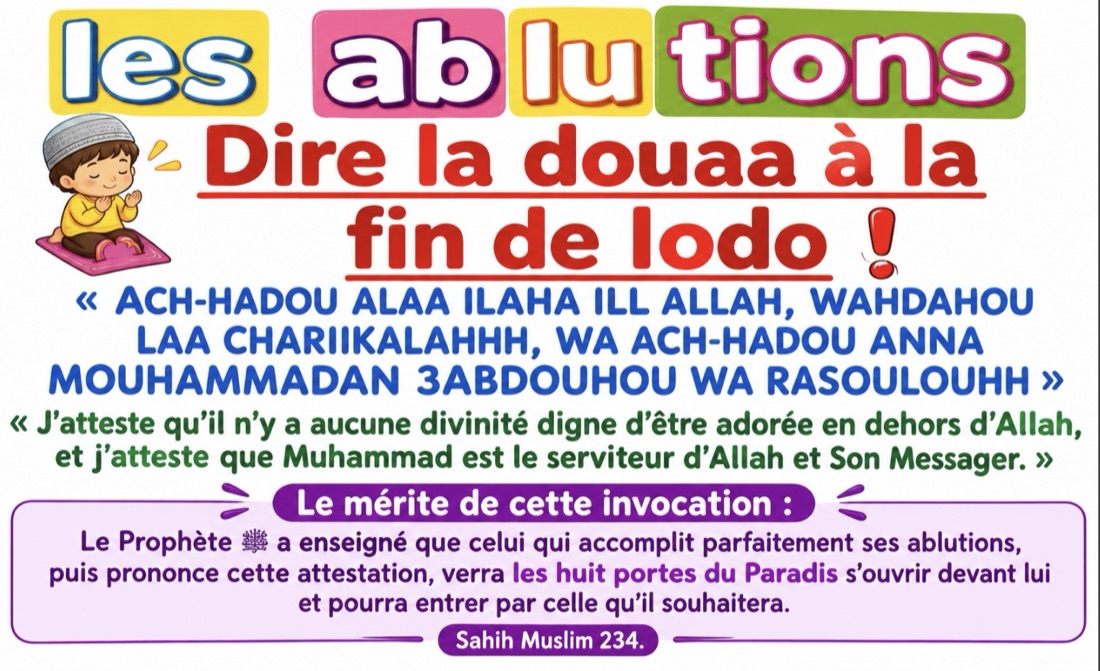 les ablutions
Dire la douaa à la
fin de lodo !
« ACH-HADOU ALAA ILAHA ILL ALLAH, WAHDAHOU
LAA CHARIIKALAHHH, WA ACH-HADOU ANNA
MOUHAMMADAN 3ABDOUHOU WA RASOULOUHH »
« J'atteste qu'il n'y a aucune divinité digne d'être adorée en dehors d'Allah,
et j'atteste que Muhammad est le serviteur d'Allah et Son Messager. »
Le mérite de cette invocation :
Le Prophète ﷺ a enseigné que celui qui accomplit parfaitement ses ablutions,
puis prononce cette attestation, verra les huit portes du Paradis s'ouvrir devant lui
et pourra entrer par celle qu'il souhaitera.
Sahih Muslim 234.